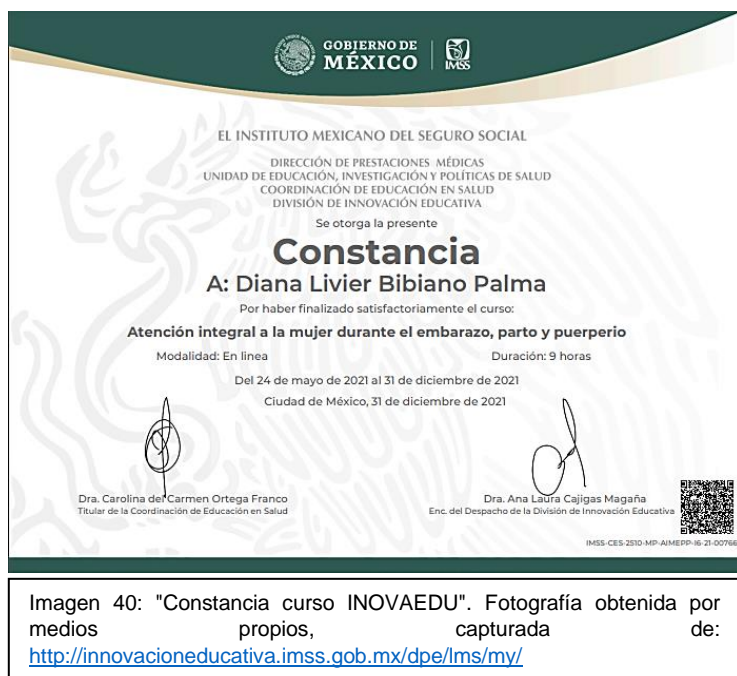 GOBIERNO DE
MÉXICO
IMSS
EL INSTITUTO MEXICANO DEL SEGURO SOCIAL
DIRECCIÓN DE PRESTACIONES MÉDICAS
UNIDAD DE EDUCACIÓN, INVESTIGACIÓN Y POLÍTICAS DE SALUD
COORDINACIÓN DE EDUCACIÓN EN SALUD
DIVISIÓN DE INNOVACIÓN EDUCATIVA
Se otorga la presente
Constancia
A: Diana Livier Bibiano Palma
Por haber finalizado satisfactoriamente el curso:
Atención integral a la mujer durante el embarazo, parto y puerperio
Modalidad: En linea Duración: 9 horas
Del 24 de mayo de 2021 al 31 de diciembre de 2021
Ciudad de México, 31 de diciembre de 2021
Dra. Carolina del Carmen Ortega Franco
Titular de la Coordinación de Educación en Salud
Dra. Ana Laura Cajigas Magaña
Enc. del Despacho de la División de Innovación Educativa
IMSS-CES-2510-MP-AIMEPP-I6-21-00766
Imagen 40: "Constancia curso INOVAEDU". Fotografía obtenida por
medios propios, capturada de:
http://innovacioneducativa.imss.gob.mx/dpe/lms/my/